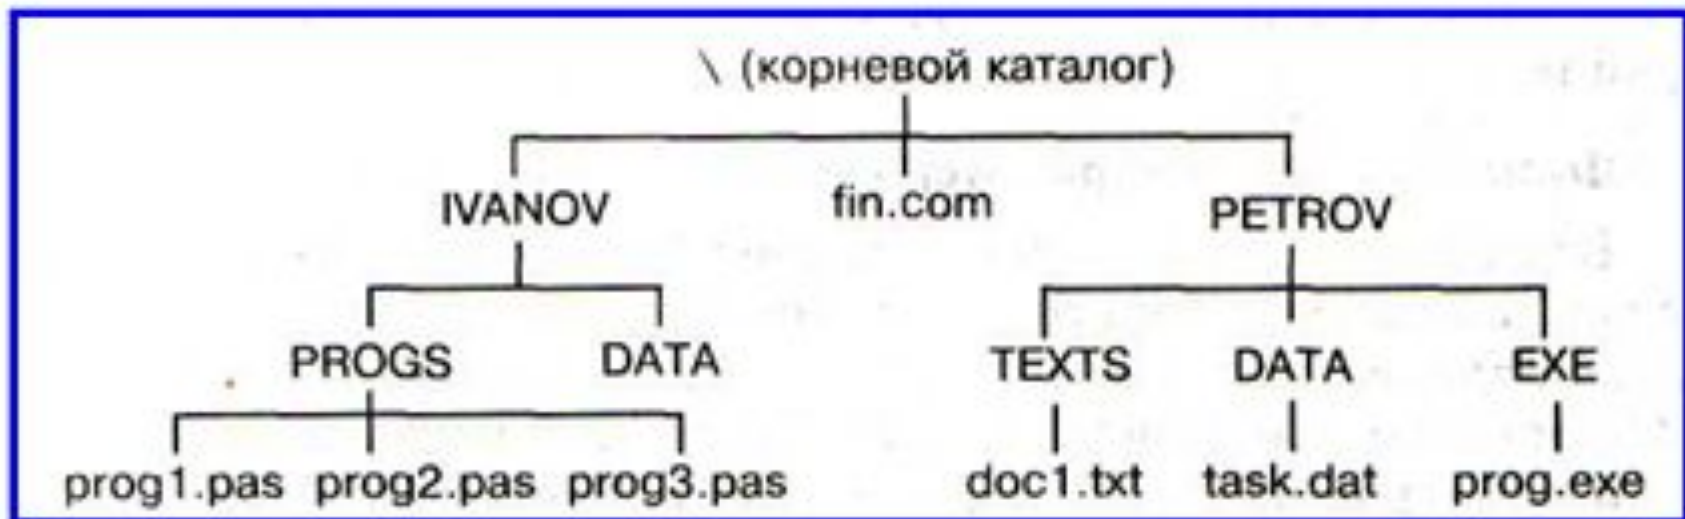 \ (корневой каталог)
IVANOV fin.com PETROV
PROGS DATA TEXTS DATA EXE
prog1.pas prog2.pas prog3.pas doc1.txt task.dat prog.exe